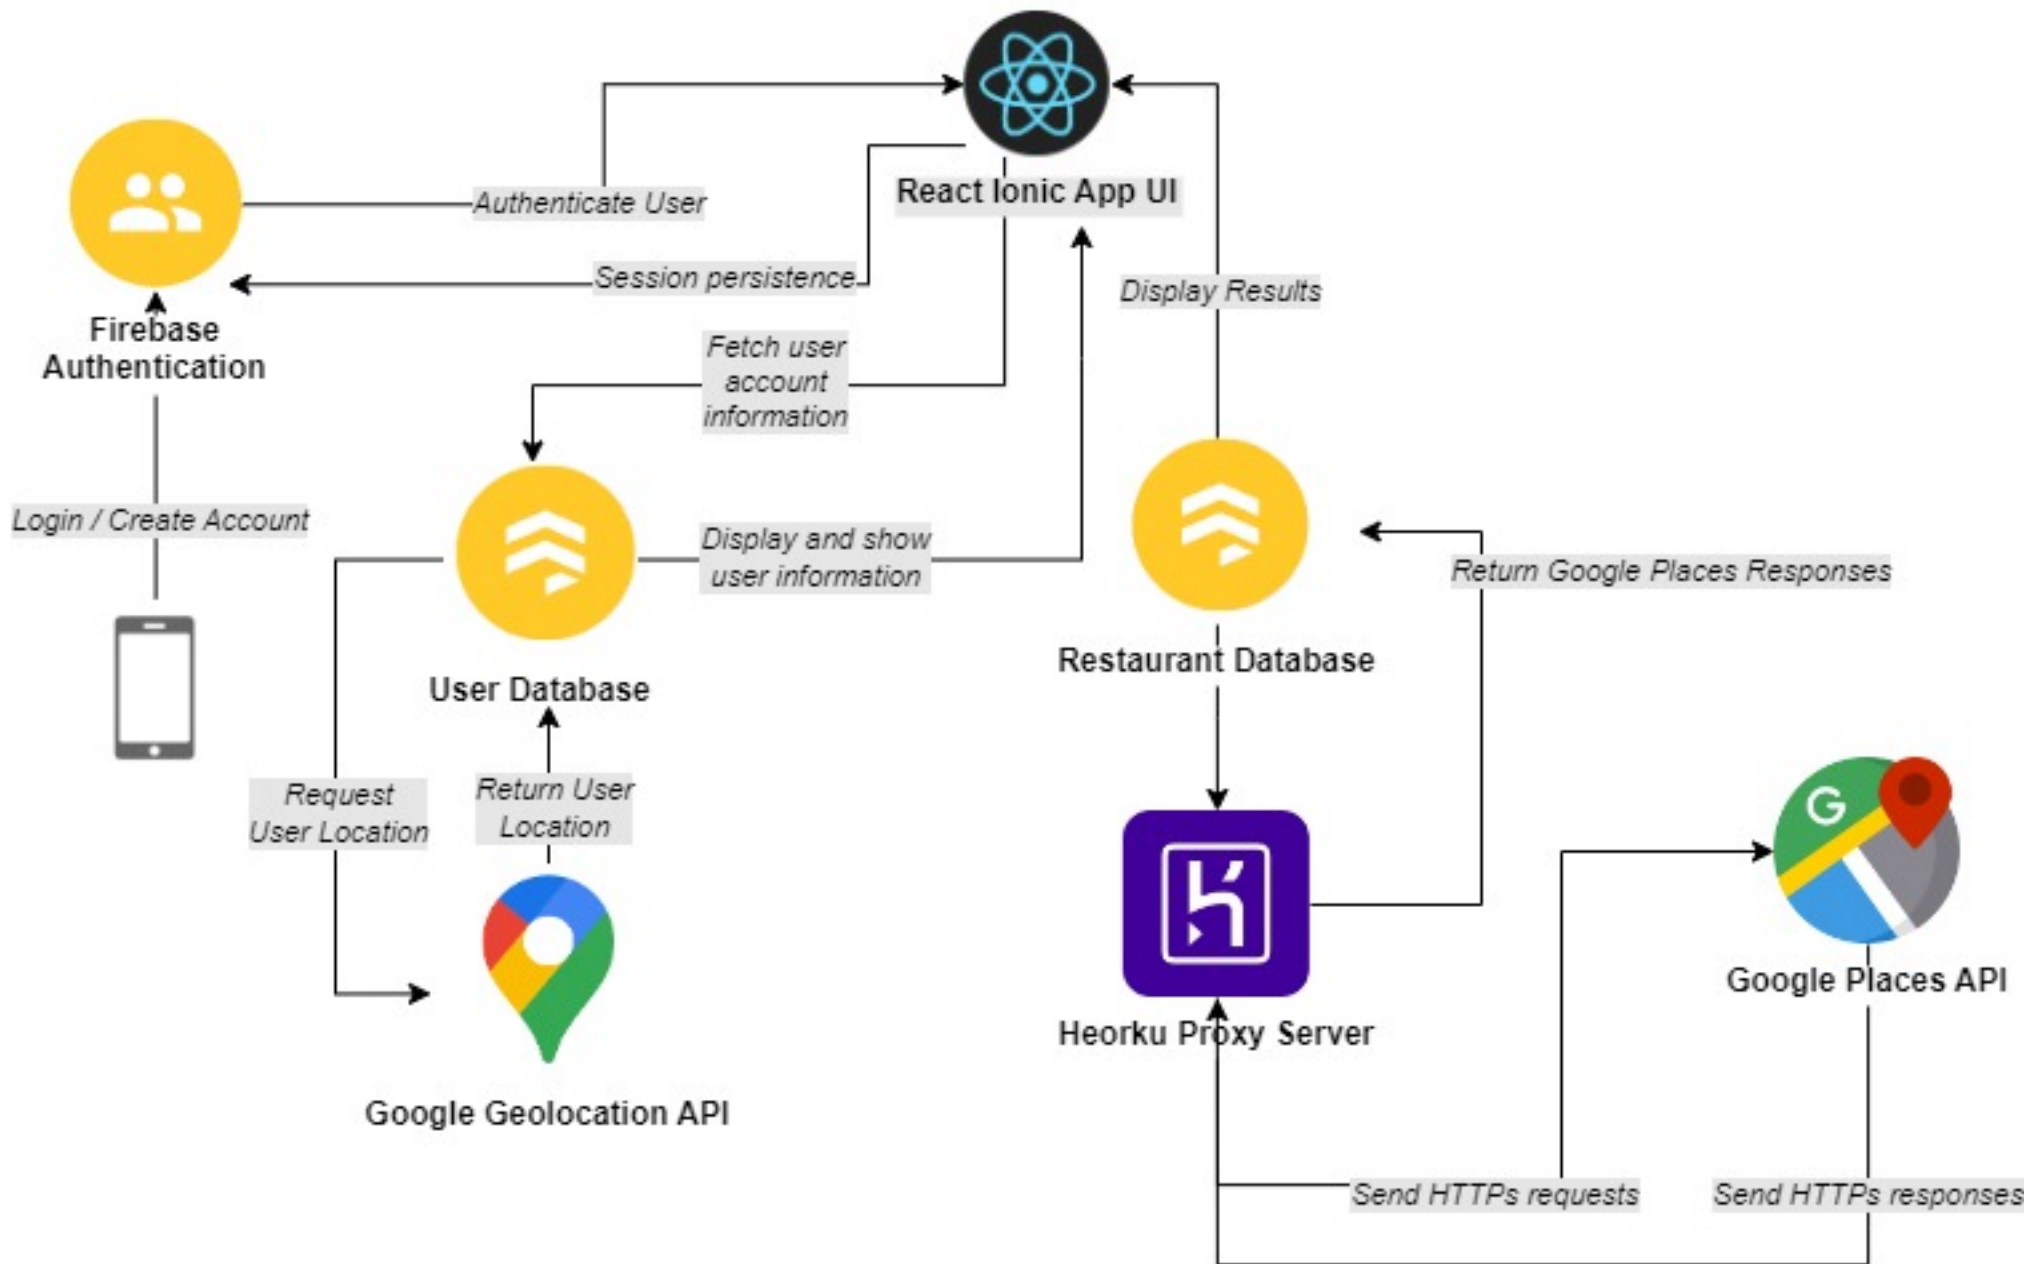 React Ionic App UI
Authenticate User
Session persistence
Display Results
Firebase
Authentication
Fetch user
account
information
Login / Create Account
Display and show
user information
Return Google Places Responses
User Database
Restaurant Database
Request
User Location
Return User
Location
G
Google Places API
Heorku Proxy Server
Google Geolocation API
Send HTTPs requests
Send HTTPs responses